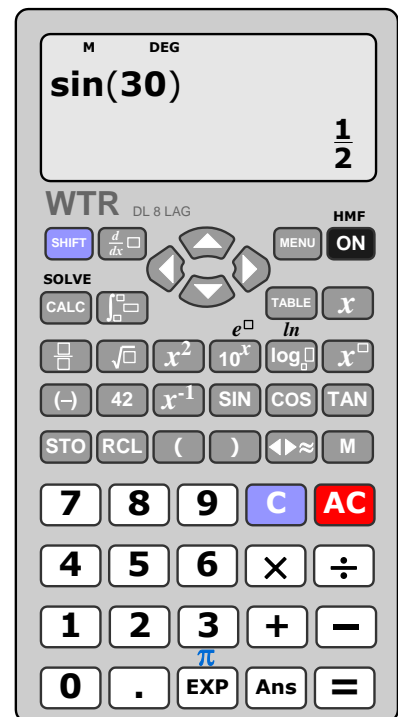 M DEG
sin(30)
1
2
WTR DL 8 LAG
HMF
SHIFT d/dx □ MENU ON
SOLVE
CALC ∫□ TABLE x
e□ ln
□/□ √□ x² 10ˣ log□ x□
(–) 42 x⁻¹ SIN COS TAN
STO RCL ( ) ◀▶≈ M
7 8 9 C AC
4 5 6 × ÷
1 2 3 + −
π
0 . EXP Ans =